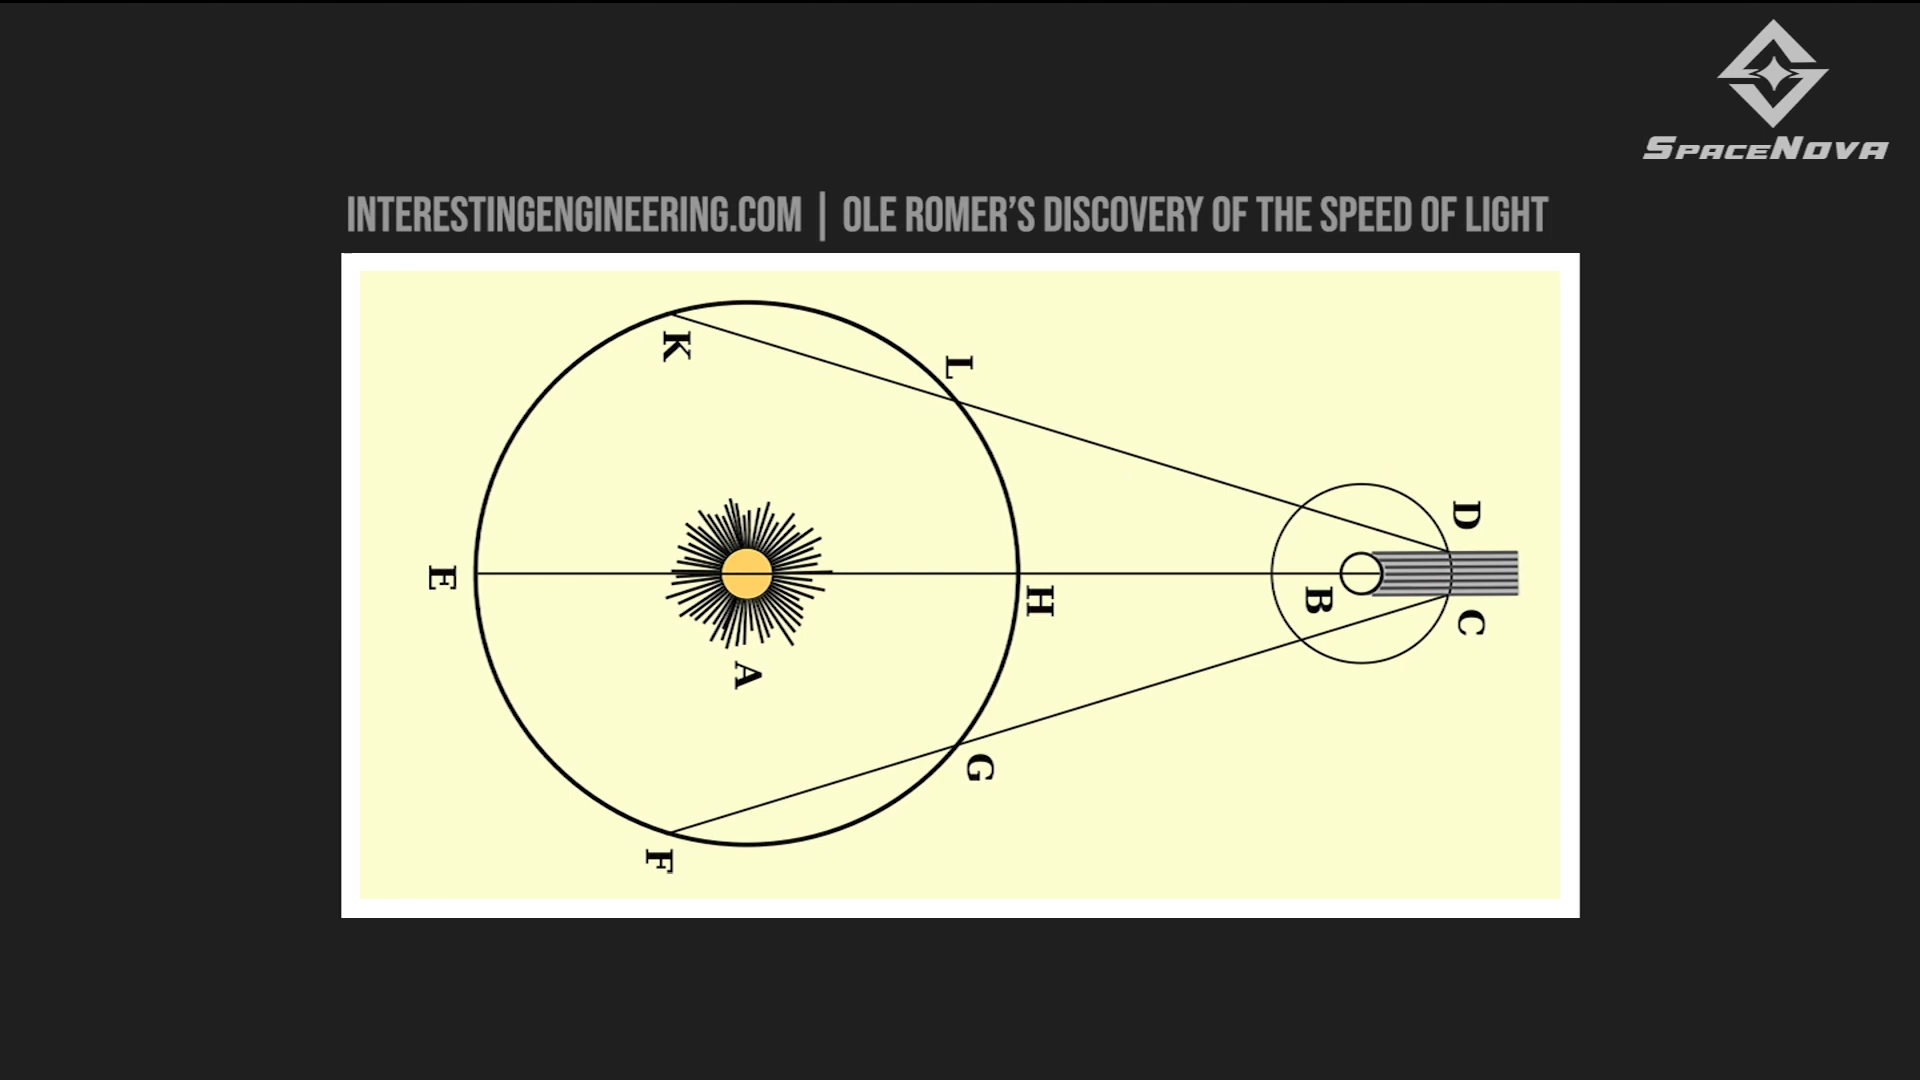 SPACENOVA
INTERESTINGENGINEERING.COM | OLE ROMER'S DISCOVERY OF THE SPEED OF LIGHT
K
L
D
E
H
B
C
A
G
F